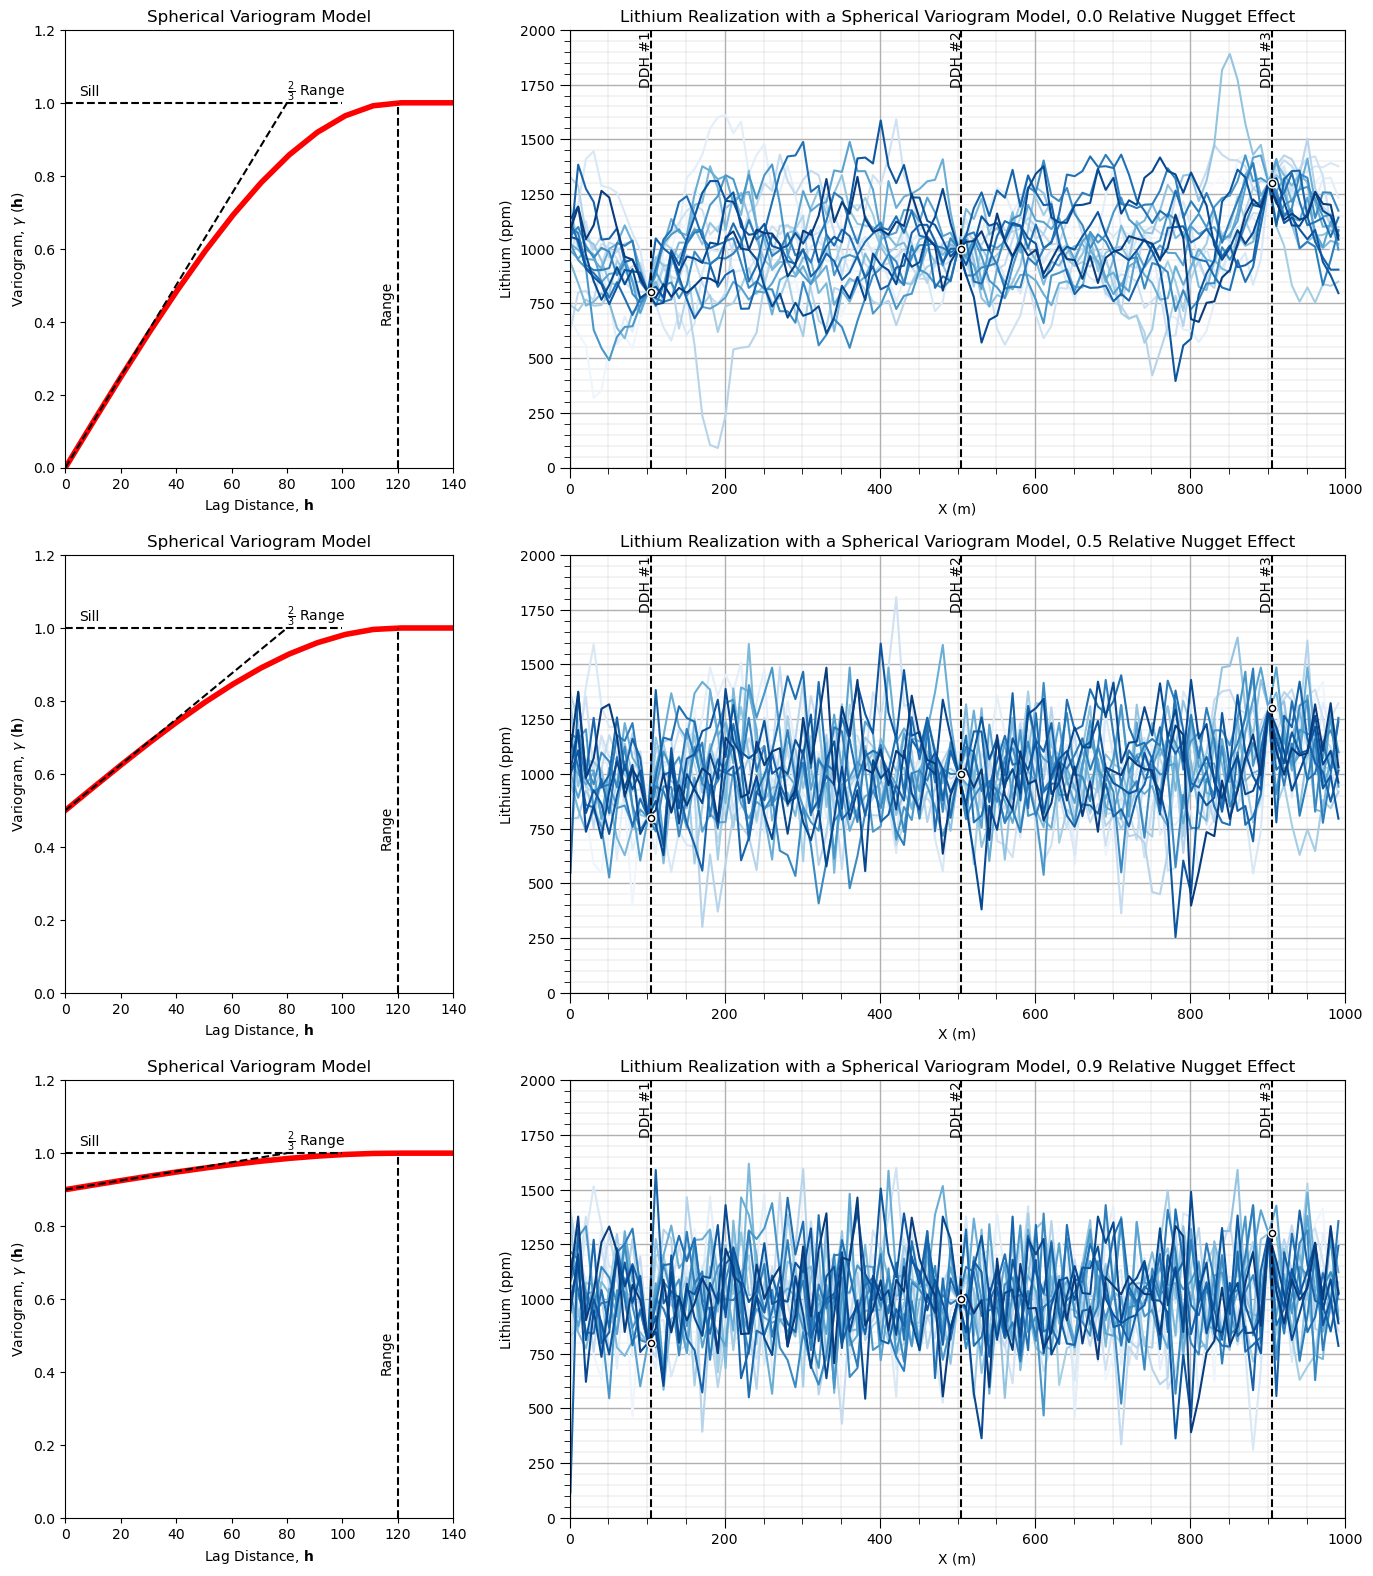 Spherical Variogram Model
1.2
1.0
0.8
0.6
0.4
0.2
0.0
Variogram, γ (h)
Sill
2/3 Range
Range
0 20 40 60 80 100 120 140
Lag Distance, h
Lithium Realization with a Spherical Variogram Model, 0.0 Relative Nugget Effect
2000
1750
1500
1250
1000
750
500
250
0
Lithium (ppm)
DDH #1
DDH #2
DDH #3
0 200 400 600 800 1000
X (m)
Spherical Variogram Model
1.2
1.0
0.8
0.6
0.4
0.2
0.0
Variogram, γ (h)
Sill
2/3 Range
Range
0 20 40 60 80 100 120 140
Lag Distance, h
Lithium Realization with a Spherical Variogram Model, 0.5 Relative Nugget Effect
2000
1750
1500
1250
1000
750
500
250
0
Lithium (ppm)
DDH #1
DDH #2
DDH #3
0 200 400 600 800 1000
X (m)
Spherical Variogram Model
1.2
1.0
0.8
0.6
0.4
0.2
0.0
Variogram, γ (h)
Sill
2/3 Range
Range
0 20 40 60 80 100 120 140
Lag Distance, h
Lithium Realization with a Spherical Variogram Model, 0.9 Relative Nugget Effect
2000
1750
1500
1250
1000
750
500
250
0
Lithium (ppm)
DDH #1
DDH #2
DDH #3
0 200 400 600 800 1000
X (m)